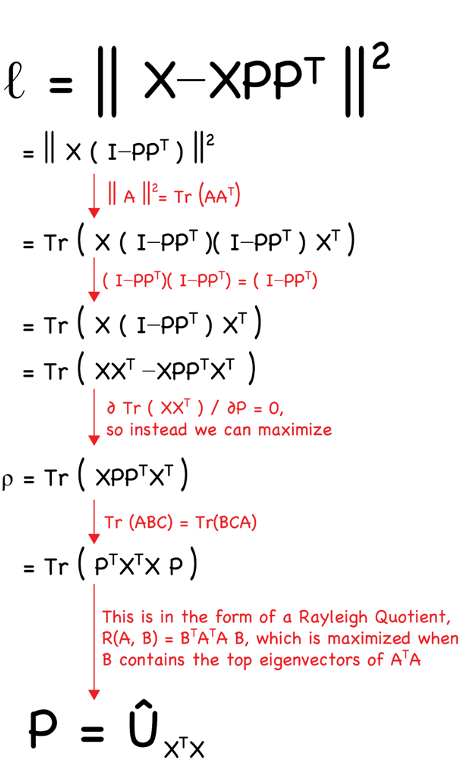 ℓ = || X–XPPᵀ ||²
= || X ( I–PPᵀ ) ||²
|| A ||²= Tr (AAᵀ)
= Tr ( X ( I–PPᵀ )( I–PPᵀ ) Xᵀ )
( I–PPᵀ)( I–PPᵀ) = ( I–PPᵀ)
= Tr ( X ( I–PPᵀ ) Xᵀ )
= Tr ( XXᵀ –XPPᵀXᵀ )
∂ Tr ( XXᵀ ) / ∂P = 0,
so instead we can maximize
ρ = Tr ( XPPᵀXᵀ )
Tr (ABC) = Tr(BCA)
= Tr ( PᵀXᵀX P )
This is in the form of a Rayleigh Quotient,
R(A, B) = BᵀAᵀA B, which is maximized when
B contains the top eigenvectors of AᵀA
P = Û XᵀX